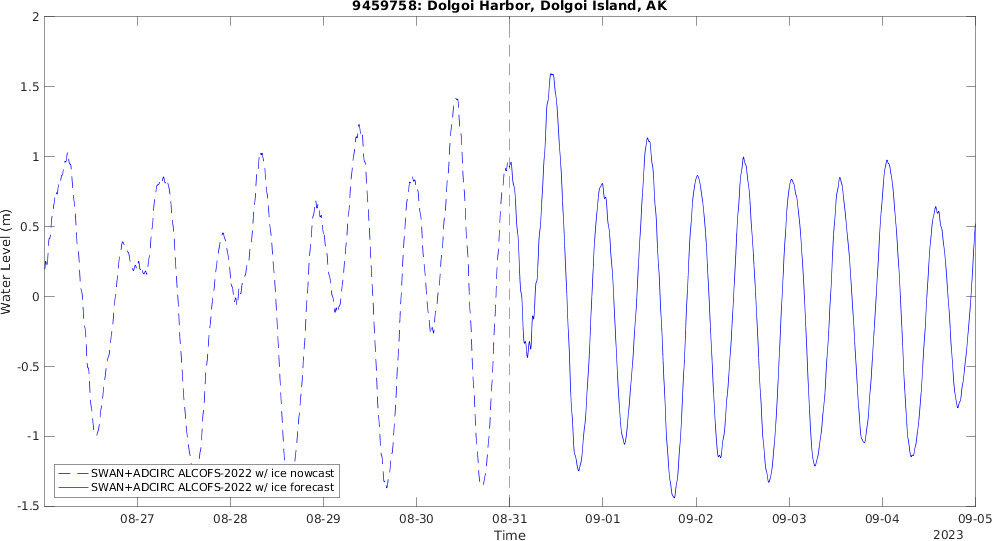 9459758: Dolgoi Harbor, Dolgoi Island, AK
2
1.5
1
0.5
0
-0.5
-1
-1.5
Water Level (m)
SWAN+ADCIRC ALCOFS-2022 w/ ice nowcast
SWAN+ADCIRC ALCOFS-2022 w/ ice forecast
08-27 08-28 08-29 08-30 08-31 09-01 09-02 09-03 09-04 09-05
Time
2023